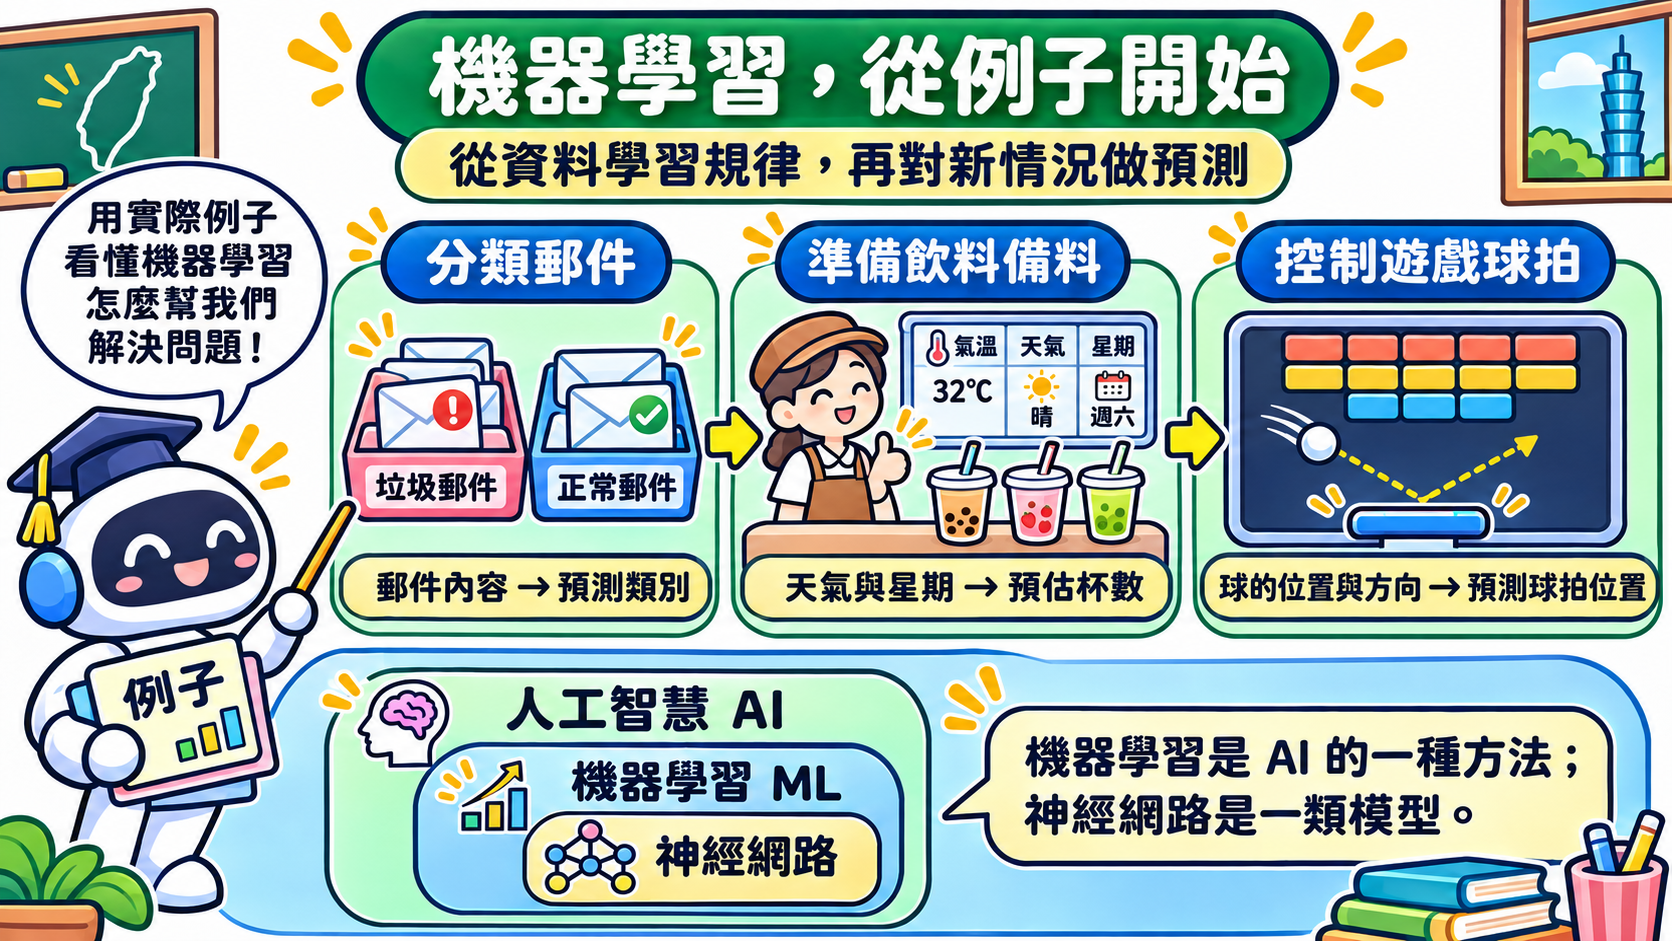 機器學習，從例子開始
從資料學習規律，再對新情況做預測
用實際例子
看懂機器學習
怎麼幫我們
解決問題！
分類郵件
垃圾郵件
正常郵件
郵件內容→預測類別
準備飲料備料
氣溫 天氣 星期
32℃ 晴 週六
天氣與星期→預估杯數
控制遊戲球拍
球的位置與方向→預測球拍位置
例子
人工智慧 AI
機器學習 ML
神經網路
機器學習是 AI 的一種方法；
神經網路是一類模型。